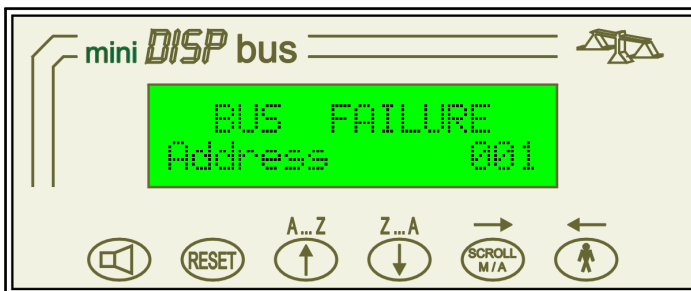 mini DISP bus
BUS FAILURE
Address 001
A...Z Z...A
RESET SCROLL
M/A